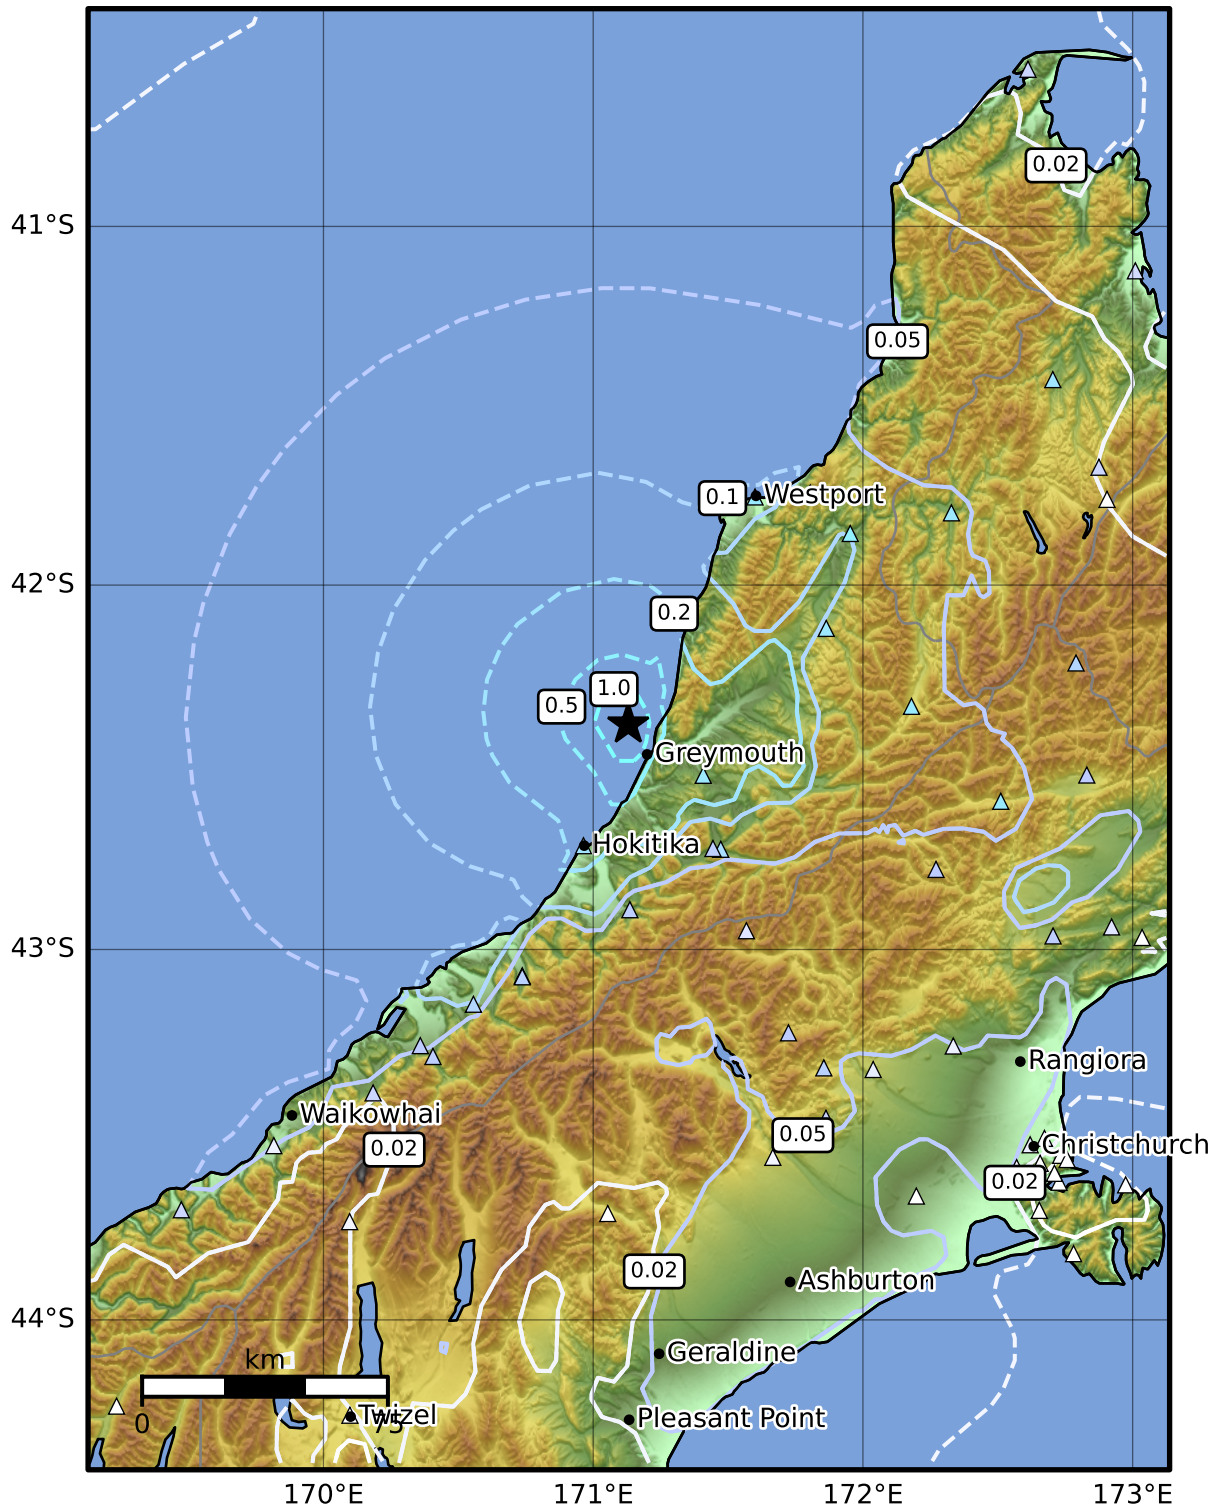 0.02
41°S
0.05
0.1
Westport
42°S
0.2
1.0
0.5
Greymouth
Hokitika
43°S
Rangiora
Waikowhai
0.05
Christchurch
0.02
0.02
0.02
Ashburton
44°S
Geraldine
km
Twizel
0
75
Pleasant Point
170°E
171°E
172°E
173°E